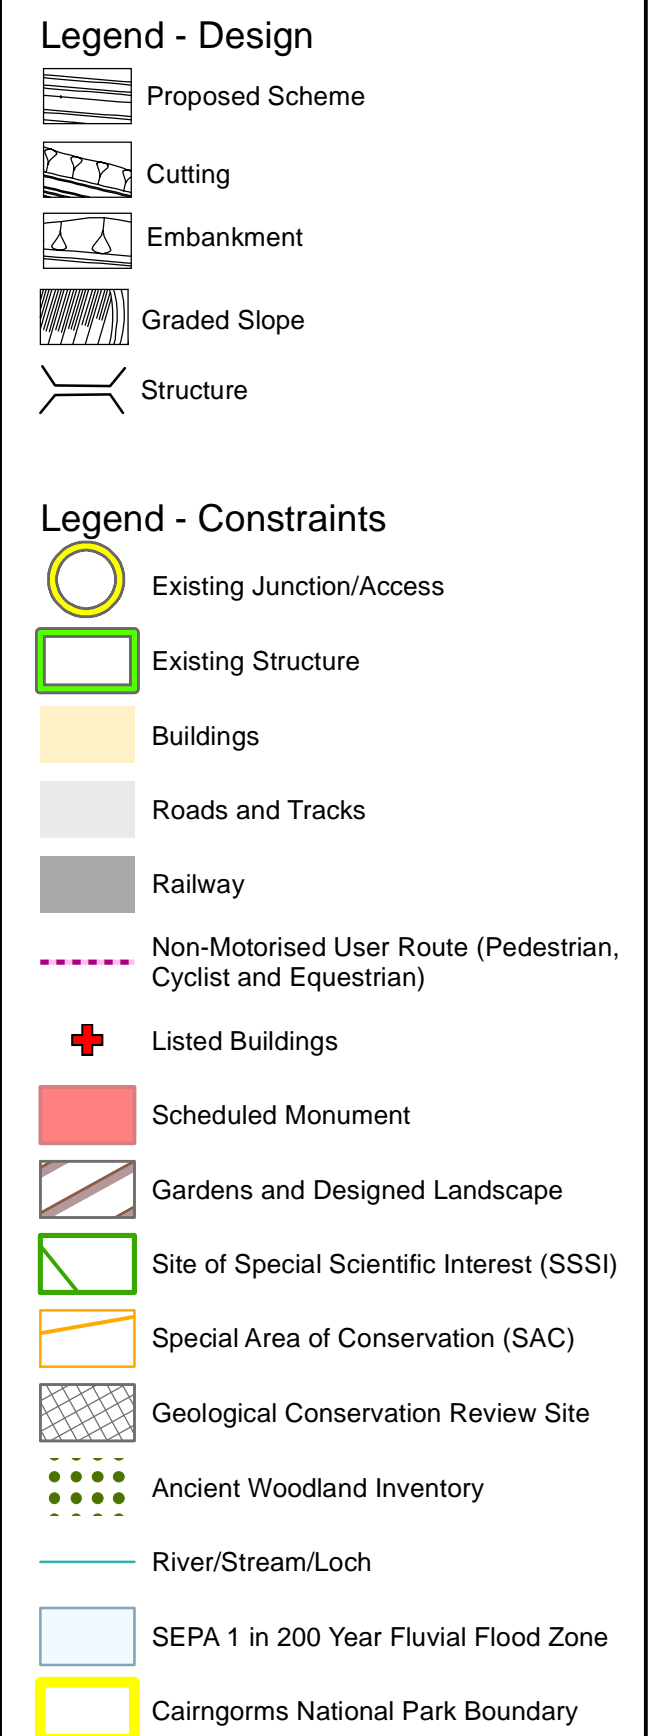 Legend - Design
Proposed Scheme
Cutting
Embankment
Graded Slope
Structure
Legend - Constraints
Existing Junction/Access
Existing Structure
Buildings
Roads and Tracks
Railway
Non-Motorised User Route (Pedestrian,
Cyclist and Equestrian)
Listed Buildings
Scheduled Monument
Gardens and Designed Landscape
Site of Special Scientific Interest (SSSI)
Special Area of Conservation (SAC)
Geological Conservation Review Site
Ancient Woodland Inventory
River/Stream/Loch
SEPA 1 in 200 Year Fluvial Flood Zone
Cairngorms National Park Boundary